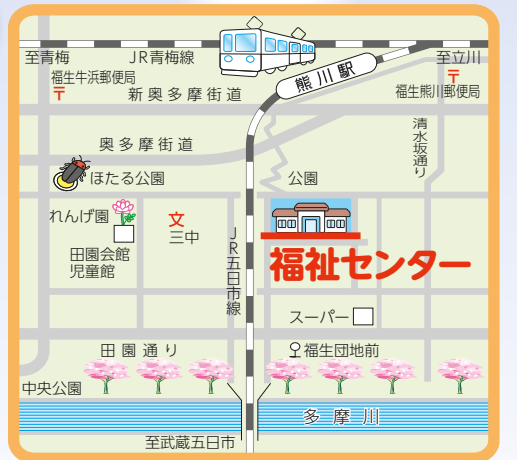 至青梅
JR青梅線
至立川
福生牛浜郵便局
〒
新奥多摩街道
熊川駅
〒
福生熊川郵便局
奥多摩街道
清水坂通り
ほたる公園
公園
れんげ園
文
三中
田園会館
児童館
JR五日市線
福祉センター
スーパー
田園通り
福生団地前
中央公園
多摩川
至武蔵五日市